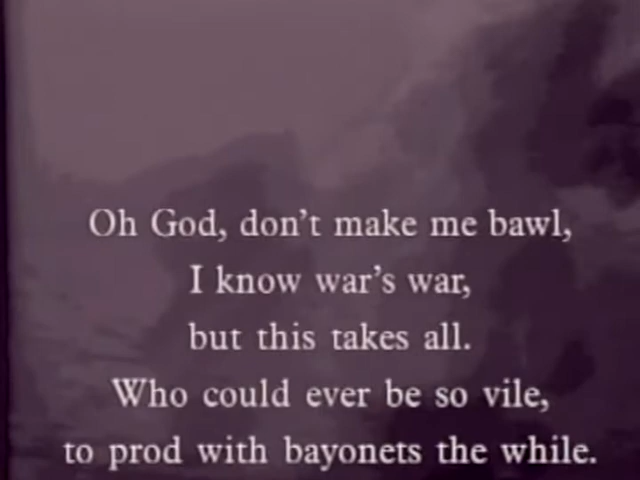 Oh God, don't make me bawl,
I know war's war,
but this takes all.
Who could ever be so vile,
to prod with bayonets the while.